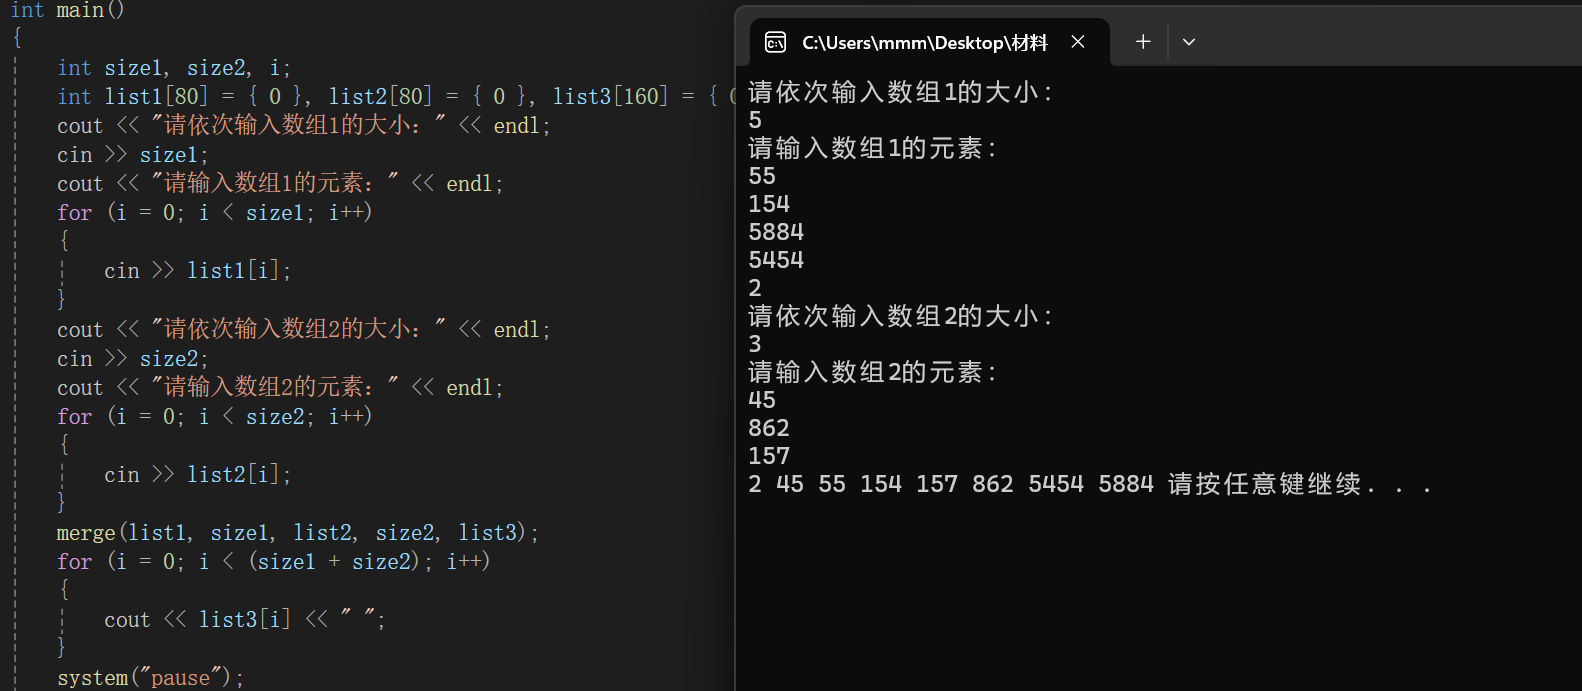 int main()
{
int size1, size2, i;
int list1[80] = { 0 }, list2[80] = { 0 }, list3[160] = {
cout << "请依次输入数组1的大小：" << endl;
cin >> size1;
cout << "请输入数组1的元素：" << endl;
for (i = 0; i < size1; i++)
{
cin >> list1[i];
}
cout << "请依次输入数组2的大小：" << endl;
cin >> size2;
cout << "请输入数组2的元素：" << endl;
for (i = 0; i < size2; i++)
{
cin >> list2[i];
}
merge(list1, size1, list2, size2, list3);
for (i = 0; i < (size1 + size2); i++)
{
cout << list3[i] << " ";
}
system("pause");
C:\Users\mmm\Desktop\材料
请依次输入数组1的大小：
5
请输入数组1的元素：
55
154
5884
5454
2
请依次输入数组2的大小：
3
请输入数组2的元素：
45
862
157
2 45 55 154 157 862 5454 5884 请按任意键继续. . .